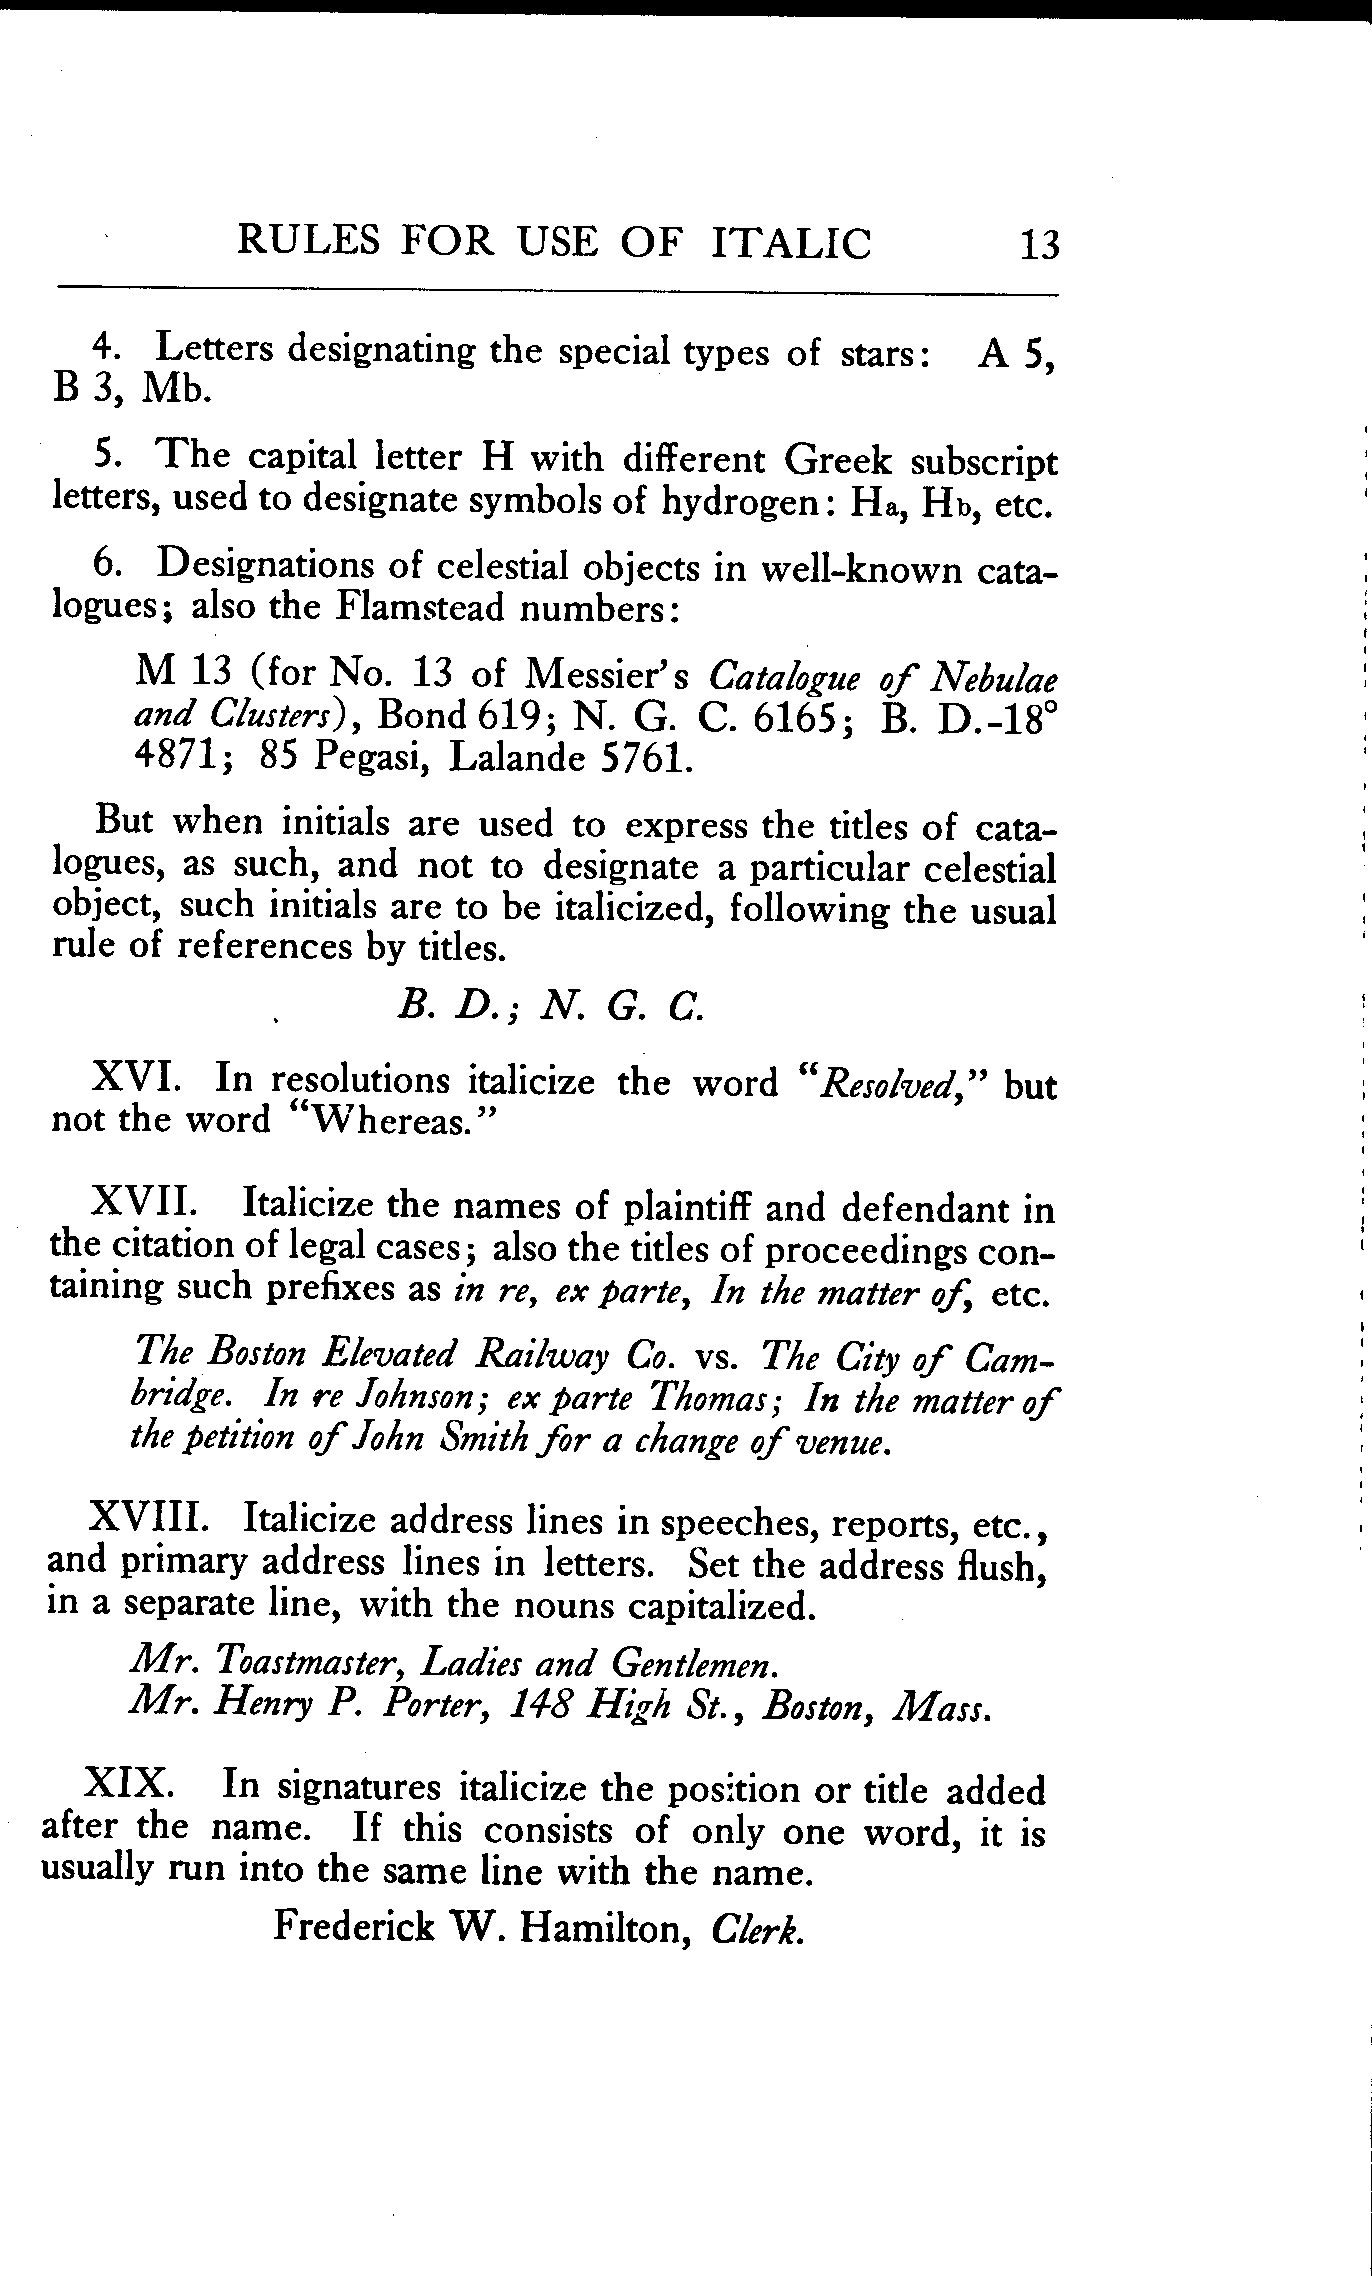 RULES FOR USE OF ITALIC 13
4. Letters designating the special types of stars: A 5,
B 3, Mb.
5. The capital letter H with different Greek subscript
letters, used to designate symbols of hydrogen: Ha, Hb, etc.
6. Designations of celestial objects in well-known cata-
logues; also the Flamstead numbers:
M 13 (for No. 13 of Messier's Catalogue of Nebulae
and Clusters), Bond 619; N. G. C. 6165; B. D.-18°
4871; 85 Pegasi, Lalande 5761.
But when initials are used to express the titles of cata-
logues, as such, and not to designate a particular celestial
object, such initials are to be italicized, following the usual
rule of references by titles.
B. D.; N. G. C.
XVI. In resolutions italicize the word “Resolved,” but
not the word “Whereas.”
XVII. Italicize the names of plaintiff and defendant in
the citation of legal cases; also the titles of proceedings con-
taining such prefixes as in re, ex parte, In the matter of, etc.
The Boston Elevated Railway Co. vs. The City of Cam-
bridge. In re Johnson; ex parte Thomas; In the matter of
the petition of John Smith for a change of venue.
XVIII. Italicize address lines in speeches, reports, etc.,
and primary address lines in letters. Set the address flush,
in a separate line, with the nouns capitalized.
Mr. Toastmaster, Ladies and Gentlemen.
Mr. Henry P. Porter, 148 High St., Boston, Mass.
XIX. In signatures italicize the position or title added
after the name. If this consists of only one word, it is
usually run into the same line with the name.
Frederick W. Hamilton, Clerk.